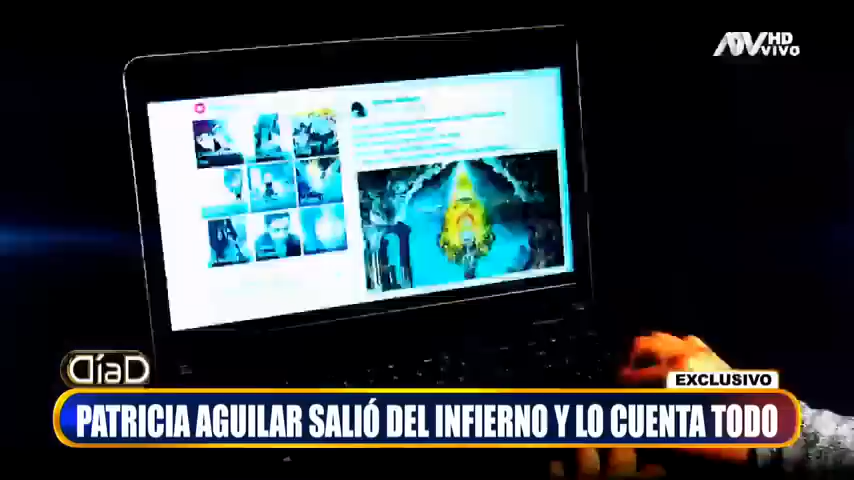 ATV HD
VIVO
DíaD
EXCLUSIVO
PATRICIA AGUILAR SALIÓ DEL INFIERNO Y LO CUENTA TODO